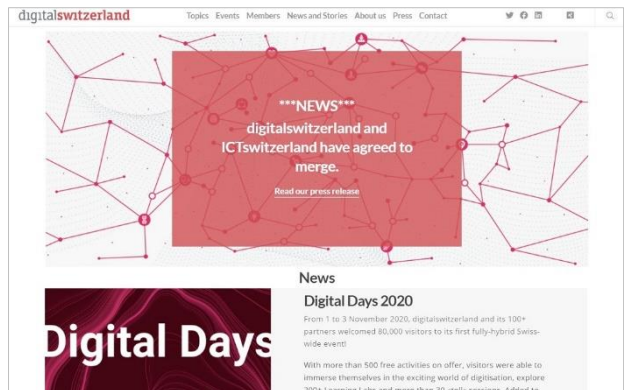 digitalswitzerland
Topics Events Members News and Stories About us Press Contact
***NEWS***
digitalswitzerland and
ICTswitzerland have agreed to
merge.
Read our press release
News
Digital Days
Digital Days 2020
From 1 to 3 November 2020, digitalswitzerland and its 100+
partners welcomed 80,000 visitors to its first fully-hybrid Swiss-
wide event!
With more than 500 free activities on offer, visitors were able to
immerse themselves in the exciting world of digitisation, explore